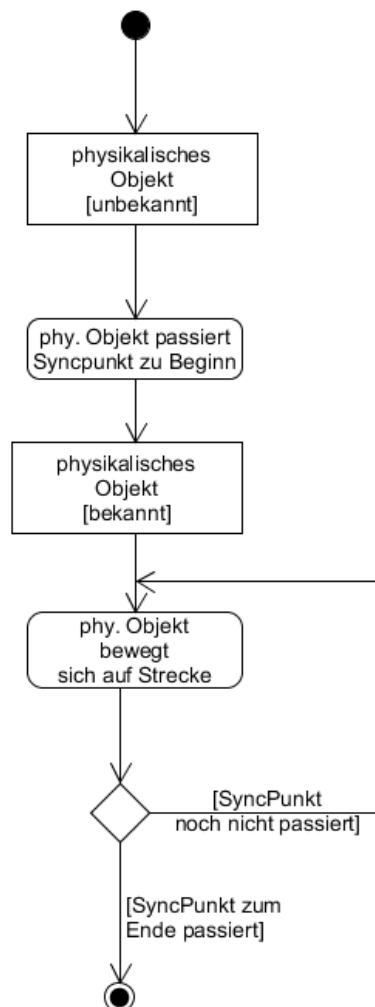 physikalisches
Objekt
[unbekannt]
phy. Objekt passiert
Syncpunkt zu Beginn
physikalisches
Objekt
[bekannt]
phy. Objekt
bewegt
sich auf Strecke
[SyncPunkt
noch nicht passiert]
[SyncPunkt zum
Ende passiert]